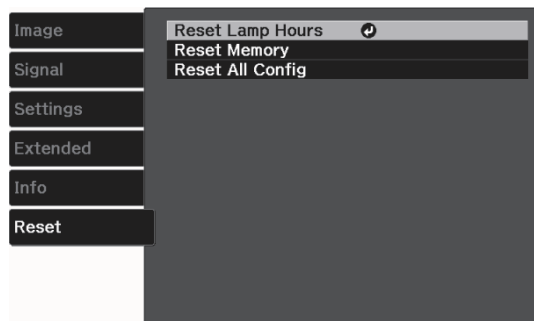 Image
Signal
Settings
Extended
Info
Reset
Reset Lamp Hours
Reset Memory
Reset All Config